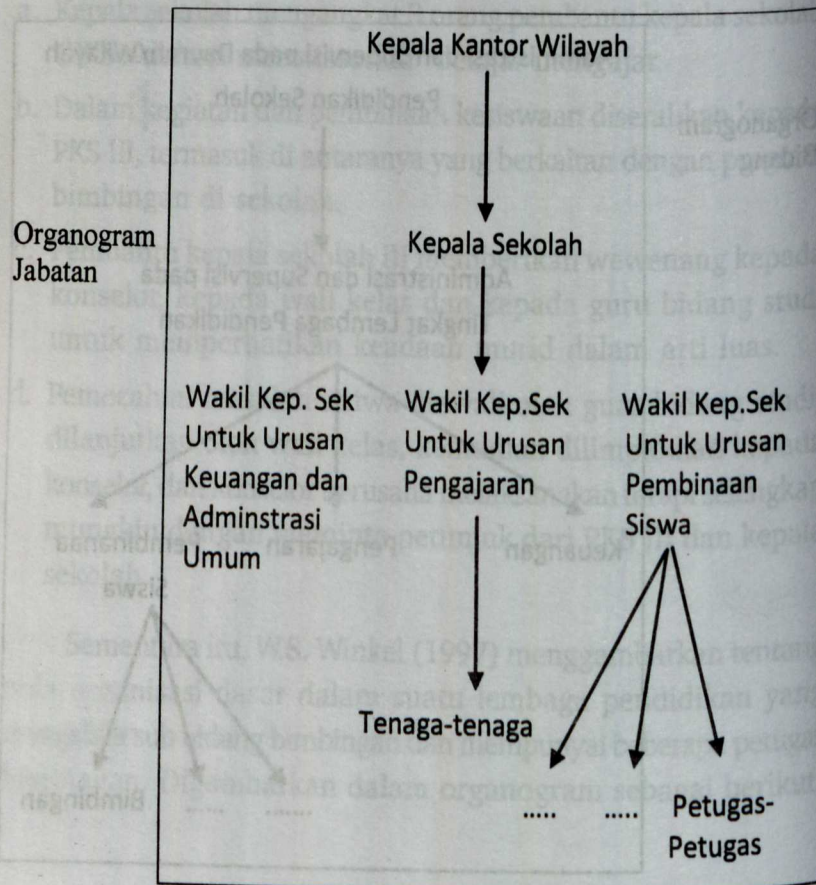 Kepala Kantor Wilayah
Organogram
Jabatan
Kepala Sekolah
Wakil Kep. Sek
Untuk Urusan
Keuangan dan
Adminstrasi
Umum
Wakil Kep.Sek
Untuk Urusan
Pengajaran
Wakil Kep.Sek
Untuk Urusan
Pembinaan
Siswa
Tenaga-tenaga
..... ..... Petugas-
Petugas